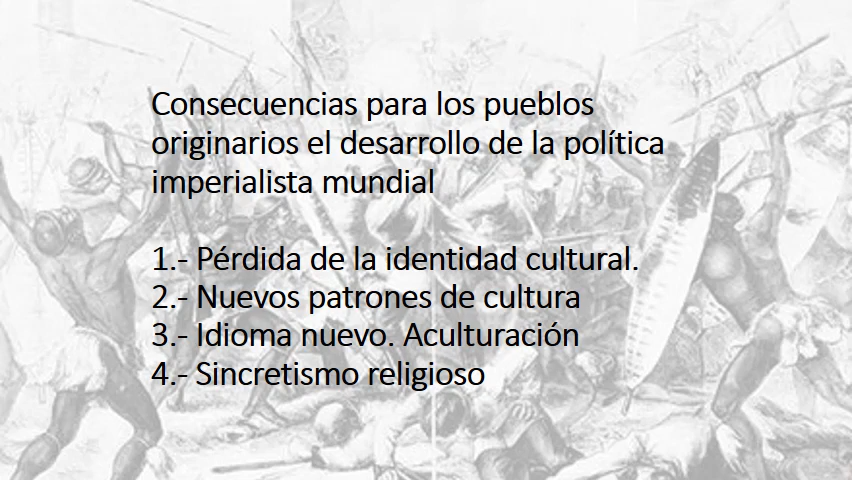 Consecuencias para los pueblos
originarios el desarrollo de la política
imperialista mundial
1.- Pérdida de la identidad cultural.
2.- Nuevos patrones de cultura
3.- Idioma nuevo. Aculturación
4.- Sincretismo religioso